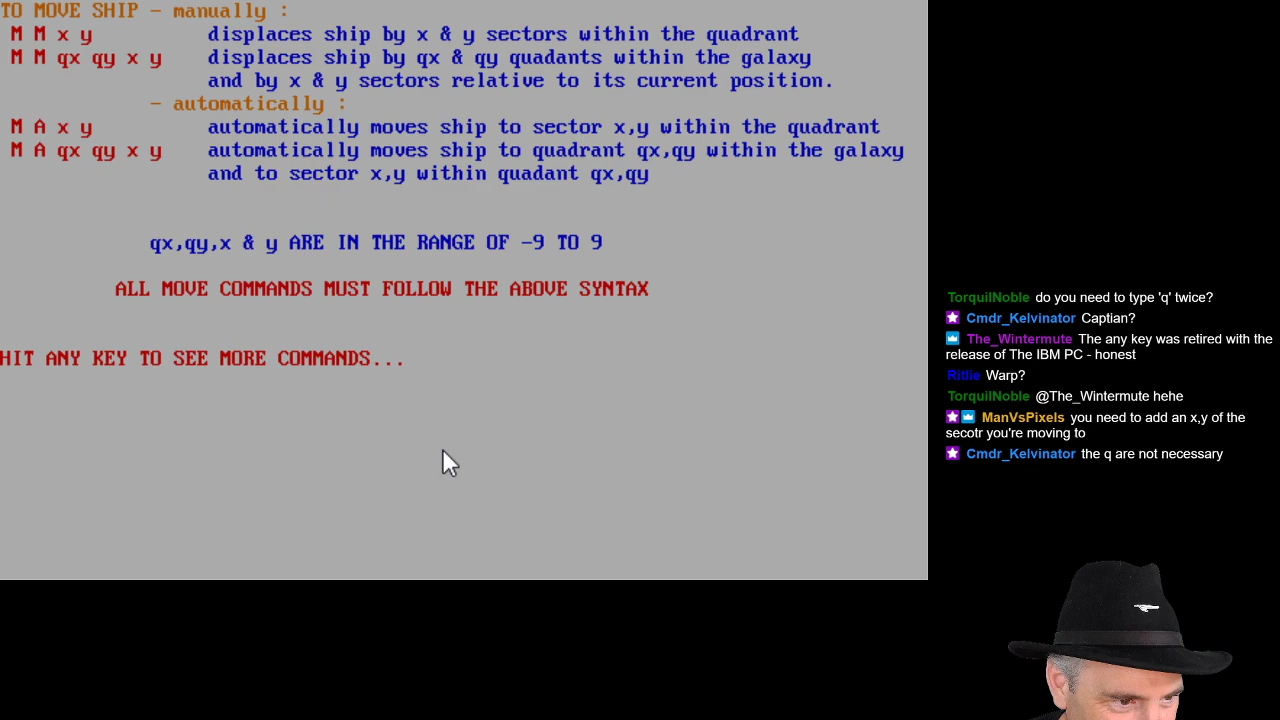 TO MOVE SHIP - manually :
M M x y displaces ship by x & y sectors within the quadrant
M M qx qy x y displaces ship by qx & qy quadants within the galaxy
and by x & y sectors relative to its current position.
- automatically :
M A x y automatically moves ship to sector x,y within the quadrant
M A qx qy x y automatically moves ship to quadrant qx,qy within the galaxy
and to sector x,y within quadant qx,qy
qx,qy,x & y ARE IN THE RANGE OF -9 TO 9
ALL MOVE COMMANDS MUST FOLLOW THE ABOVE SYNTAX
HIT ANY KEY TO SEE MORE COMMANDS...
TorquilNoble do you need to type 'q' twice?
Cmdr_Kelvinator Captian?
The_Wintermute The any key was retired with the
release of The IBM PC - honest
Ritlie Warp?
TorquilNoble @The_Wintermute hehe
ManVsPixels you need to add an x,y of the
secotr you're moving to
Cmdr_Kelvinator the q are not necessary